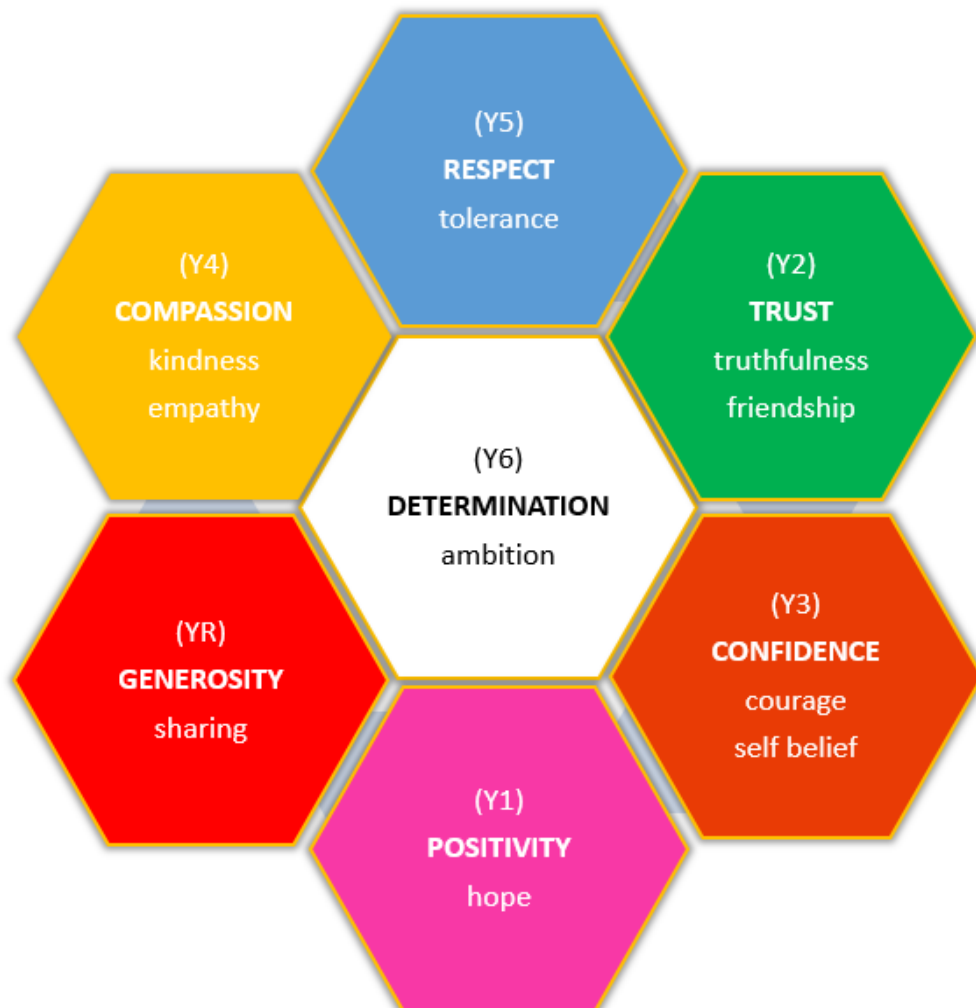 (Y5)
RESPECT
tolerance
(Y4)
COMPASSION
kindness
empathy
(Y2)
TRUST
truthfulness
friendship
(Y6)
DETERMINATION
ambition
(YR)
GENEROSITY
sharing
(Y3)
CONFIDENCE
courage
self belief
(Y1)
POSITIVITY
hope